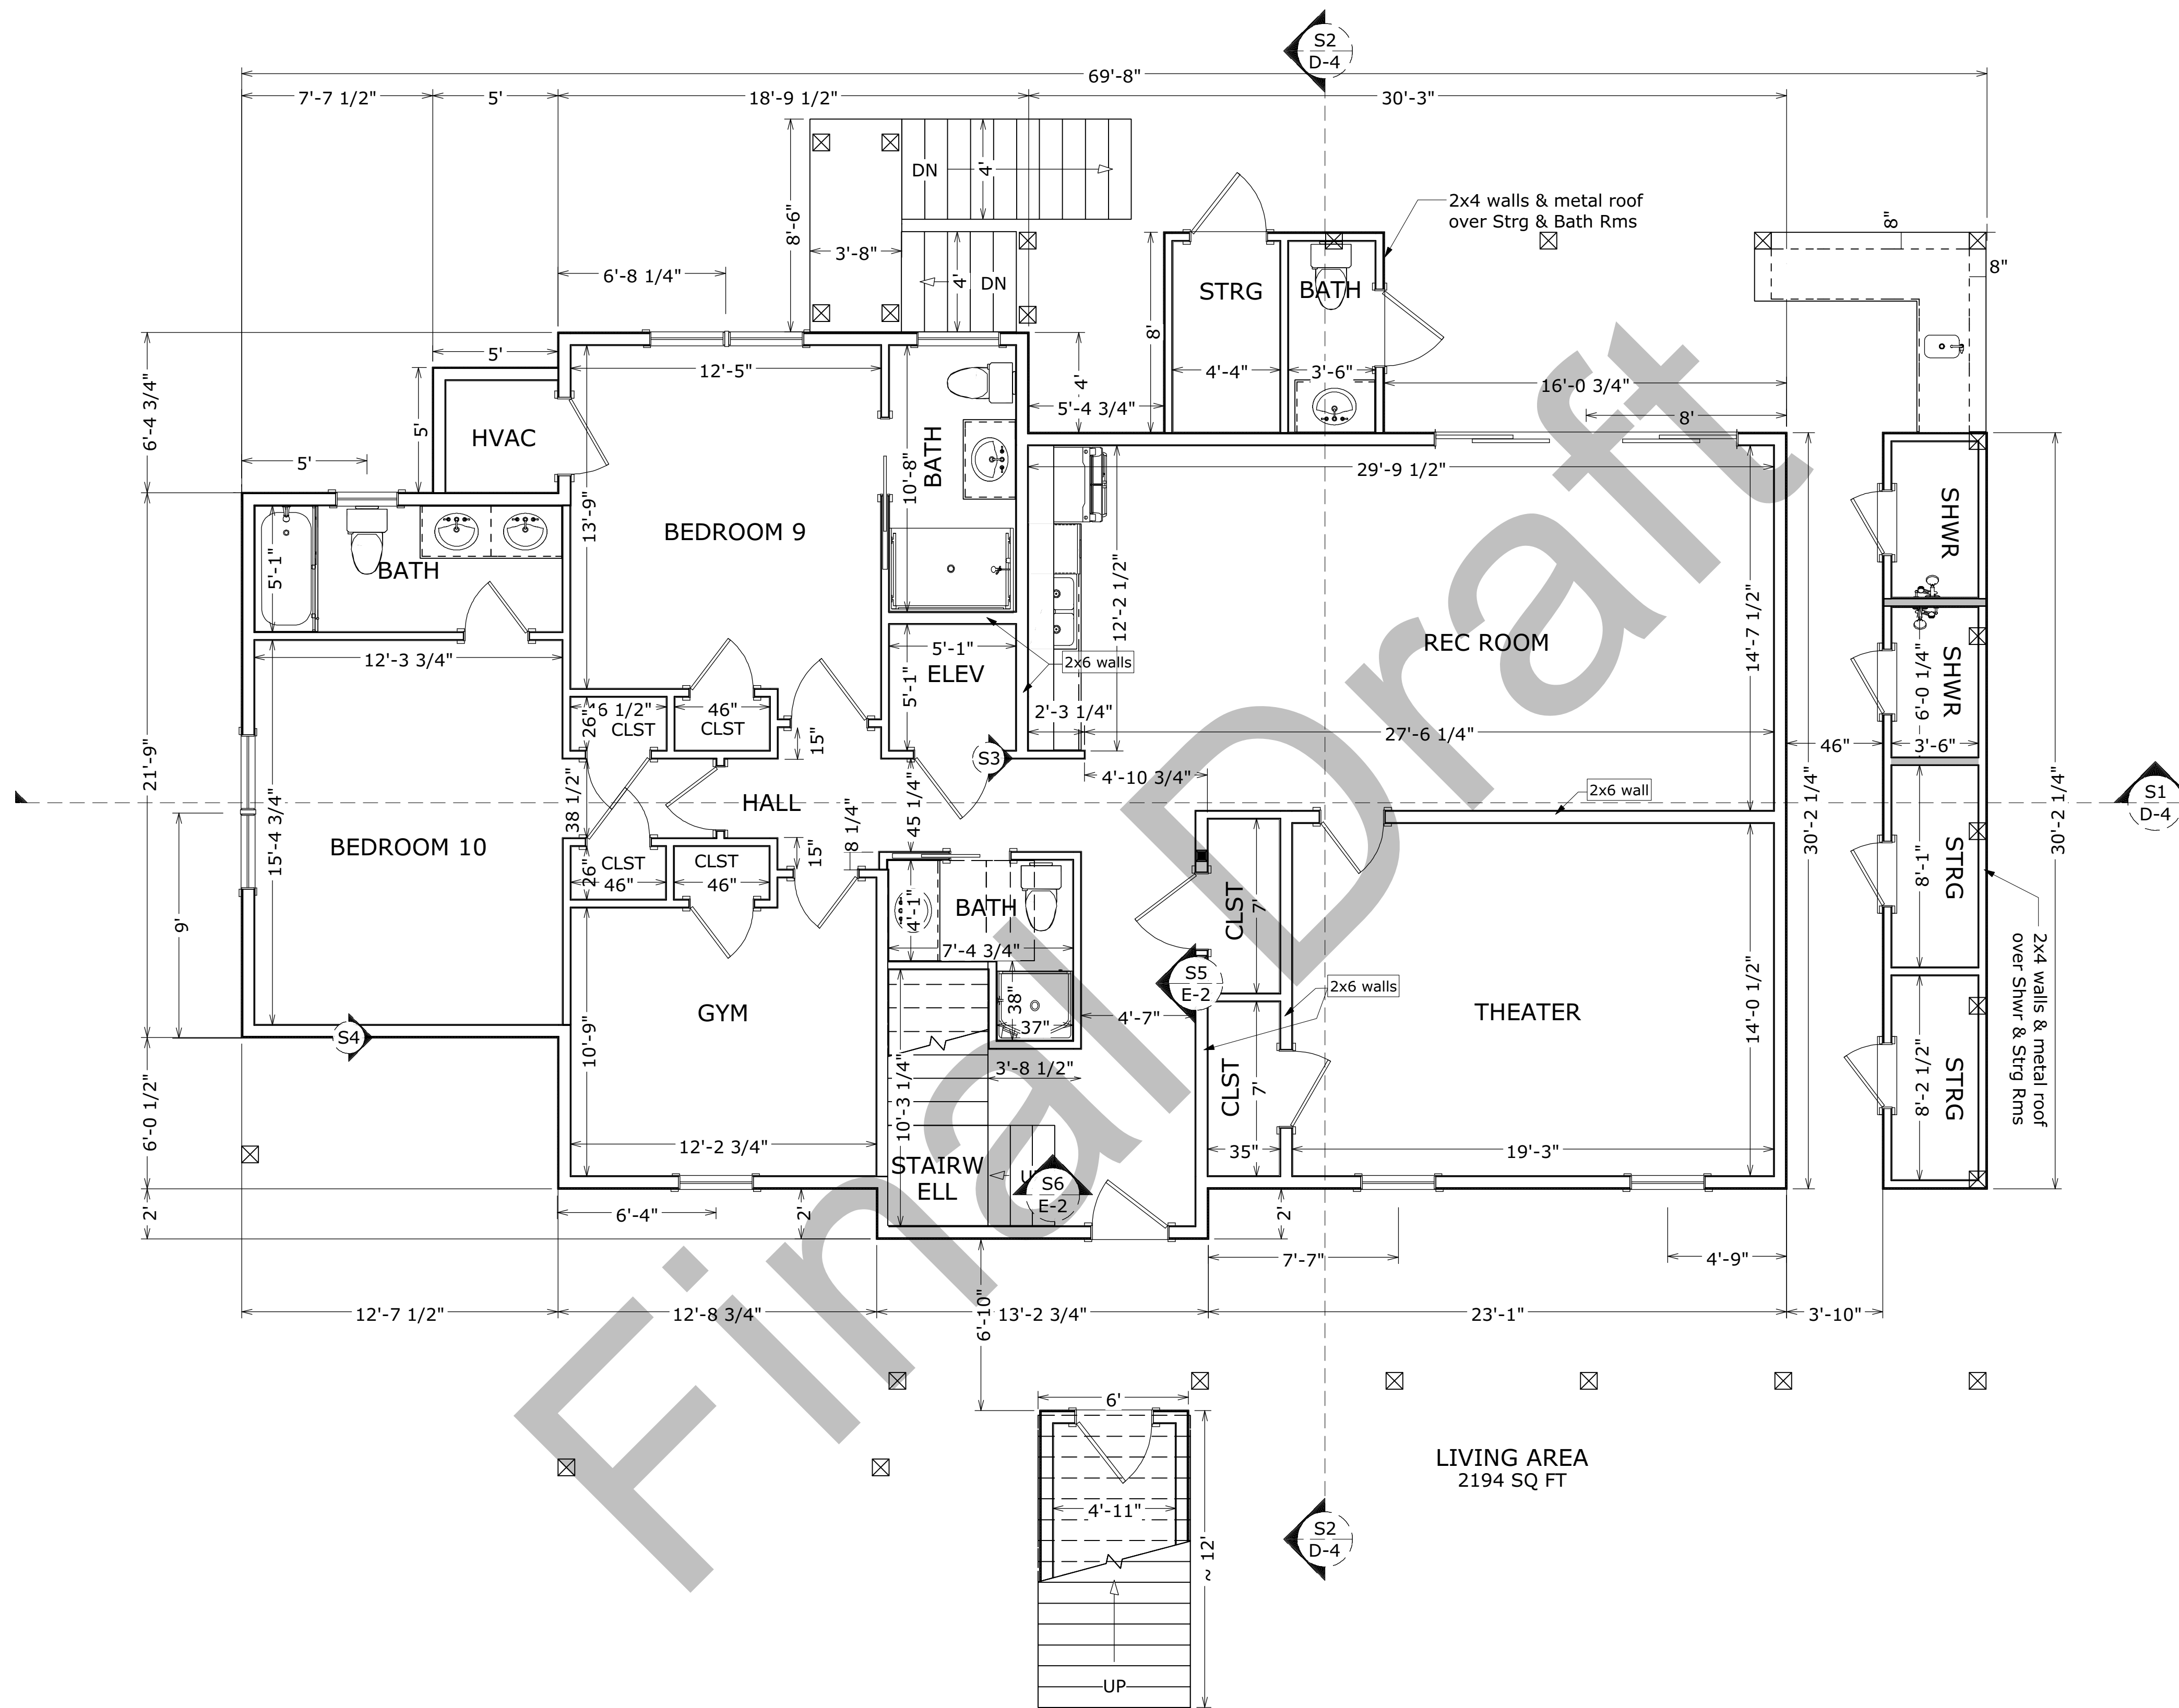 S2
D-4
69'-8"
7'-7 1/2"
5'
18'-9 1/2"
30'-3"
DN
4'
8'-6"
3'-8"
4'
DN
6'-8 1/4"
2x4 walls & metal roof
over Strg & Bath Rms
8"
8"
STRG
BATH
8'
4'-4"
3'-6"
16'-0 3/4"
8'
5'
12'-5"
4'
5'-4 3/4"
6'-4 3/4"
5'
HVAC
5'
13'-9"
10'-8"
BATH
29'-9 1/2"
BEDROOM 9
5'-1"
BATH
12'-2 1/2"
14'-7 1/2"
REC ROOM
SHWR
SHWR
6'-0 1/4"
3'-6"
12'-3 3/4"
5'-1"
ELEV
5'-1"
2x6 walls
2'-3 1/4"
27'-6 1/4"
46"
26"
CLST
46"
CLST
15"
S3
4'-10 3/4"
21'-9"
15'-4 3/4"
38 1/2"
HALL
45 1/4"
8 1/4"
15"
2x6 wall
30'-2 1/4"
30'-2 1/4"
S1
D-4
BEDROOM 10
9'
CLST
46"
26"
CLST
46"
4'-1"
BATH
7'-4 3/4"
CLST
7'
8'-1"
STRG
2x4 walls & metal roof
over Shwr & Strg Rms
S5
E-2
2x6 walls
GYM
10'-9"
38"
37"
4'-7"
THEATER
14'-0 1/2"
S4
3'-8 1/2"
10'-3 1/4"
CLST
7'
8'-2 1/2"
STRG
6'-0 1/2"
12'-2 3/4"
STAIRW
ELL
S6
E-2
35"
19'-3"
2'
6'-4"
2'
2'
7'-7"
4'-9"
12'-7 1/2"
12'-8 3/4"
6'-10"
13'-2 3/4"
23'-1"
3'-10"
6'
4'-11"
~ 12'
UP
LIVING AREA
2194 SQ FT
S2
D-4
Final Draft